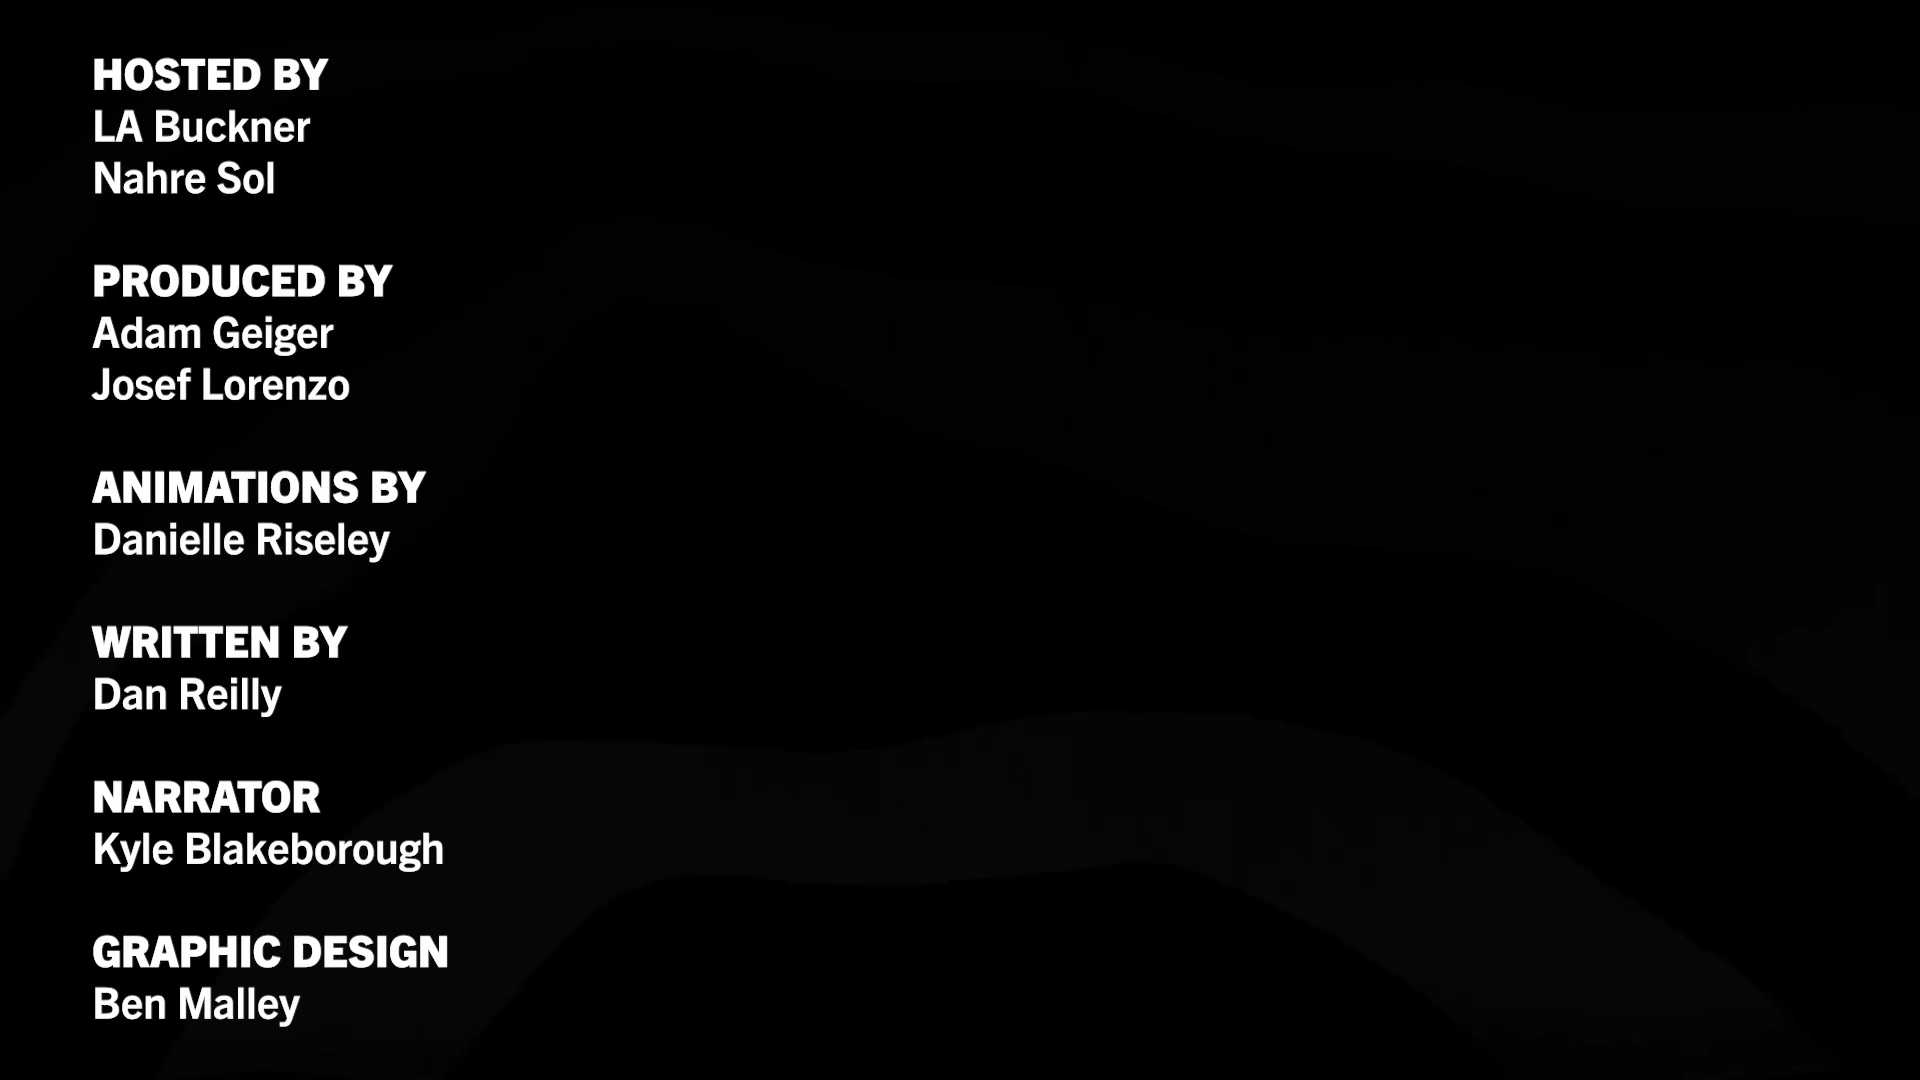 HOSTED BY
LA Buckner
Nahre Sol
PRODUCED BY
Adam Geiger
Josef Lorenzo
ANIMATIONS BY
Danielle Riseley
WRITTEN BY
Dan Reilly
NARRATOR
Kyle Blakeborough
GRAPHIC DESIGN
Ben Malley